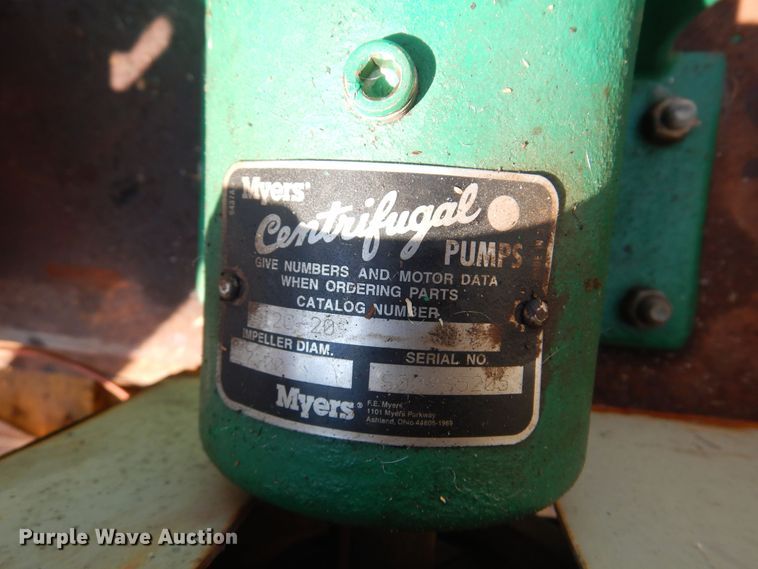 Myers®
Centrifugal
PUMPS
GIVE NUMBERS AND MOTOR DATA
WHEN ORDERING PARTS
CATALOG NUMBER
IMPELLER DIAM.
SERIAL NO.
Myers®
F.E. Myers
1101 Myers Parkway
Ashland, Ohio 44805-1969
Purple Wave Auction®